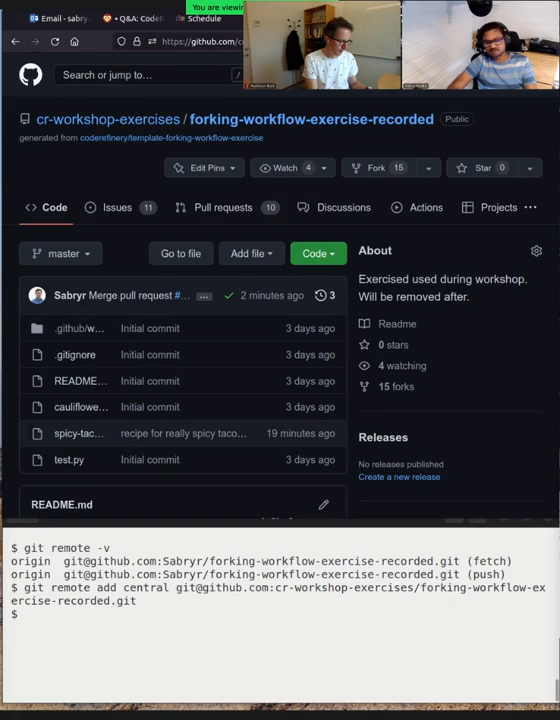 You are viewin
Email - sabry.
Q&A: CodeR
Schedule
https://github.com/c
Search or jump to...
/
cr-workshop-exercises / forking-workflow-exercise-recorded
Public
generated from coderefinery/template-forking-workflow-exercise
Edit Pins
Watch 4
Fork 15
Star 0
Code
Issues 11
Pull requests 10
Discussions
Actions
Projects
...
master
Go to file
Add file
Code
About
Exercised used during workshop.
Will be removed after.
Sabryr Merge pull request #... ... 2 minutes ago 3
.github/w... Initial commit 3 days ago
.gitignore Initial commit 3 days ago
README... Initial commit 3 days ago
cauliflowe... Initial commit 3 days ago
spicy-tac... recipe for really spicy taco... 19 minutes ago
test.py Initial commit 3 days ago
Readme
0 stars
4 watching
15 forks
Releases
No releases published
Create a new release
README.md
$ git remote -v
origin  git@github.com:Sabryr/forking-workflow-exercise-recorded.git (fetch)
origin  git@github.com:Sabryr/forking-workflow-exercise-recorded.git (push)
$ git remote add central git@github.com:cr-workshop-exercises/forking-workflow-ex
ercise-recorded.git
$